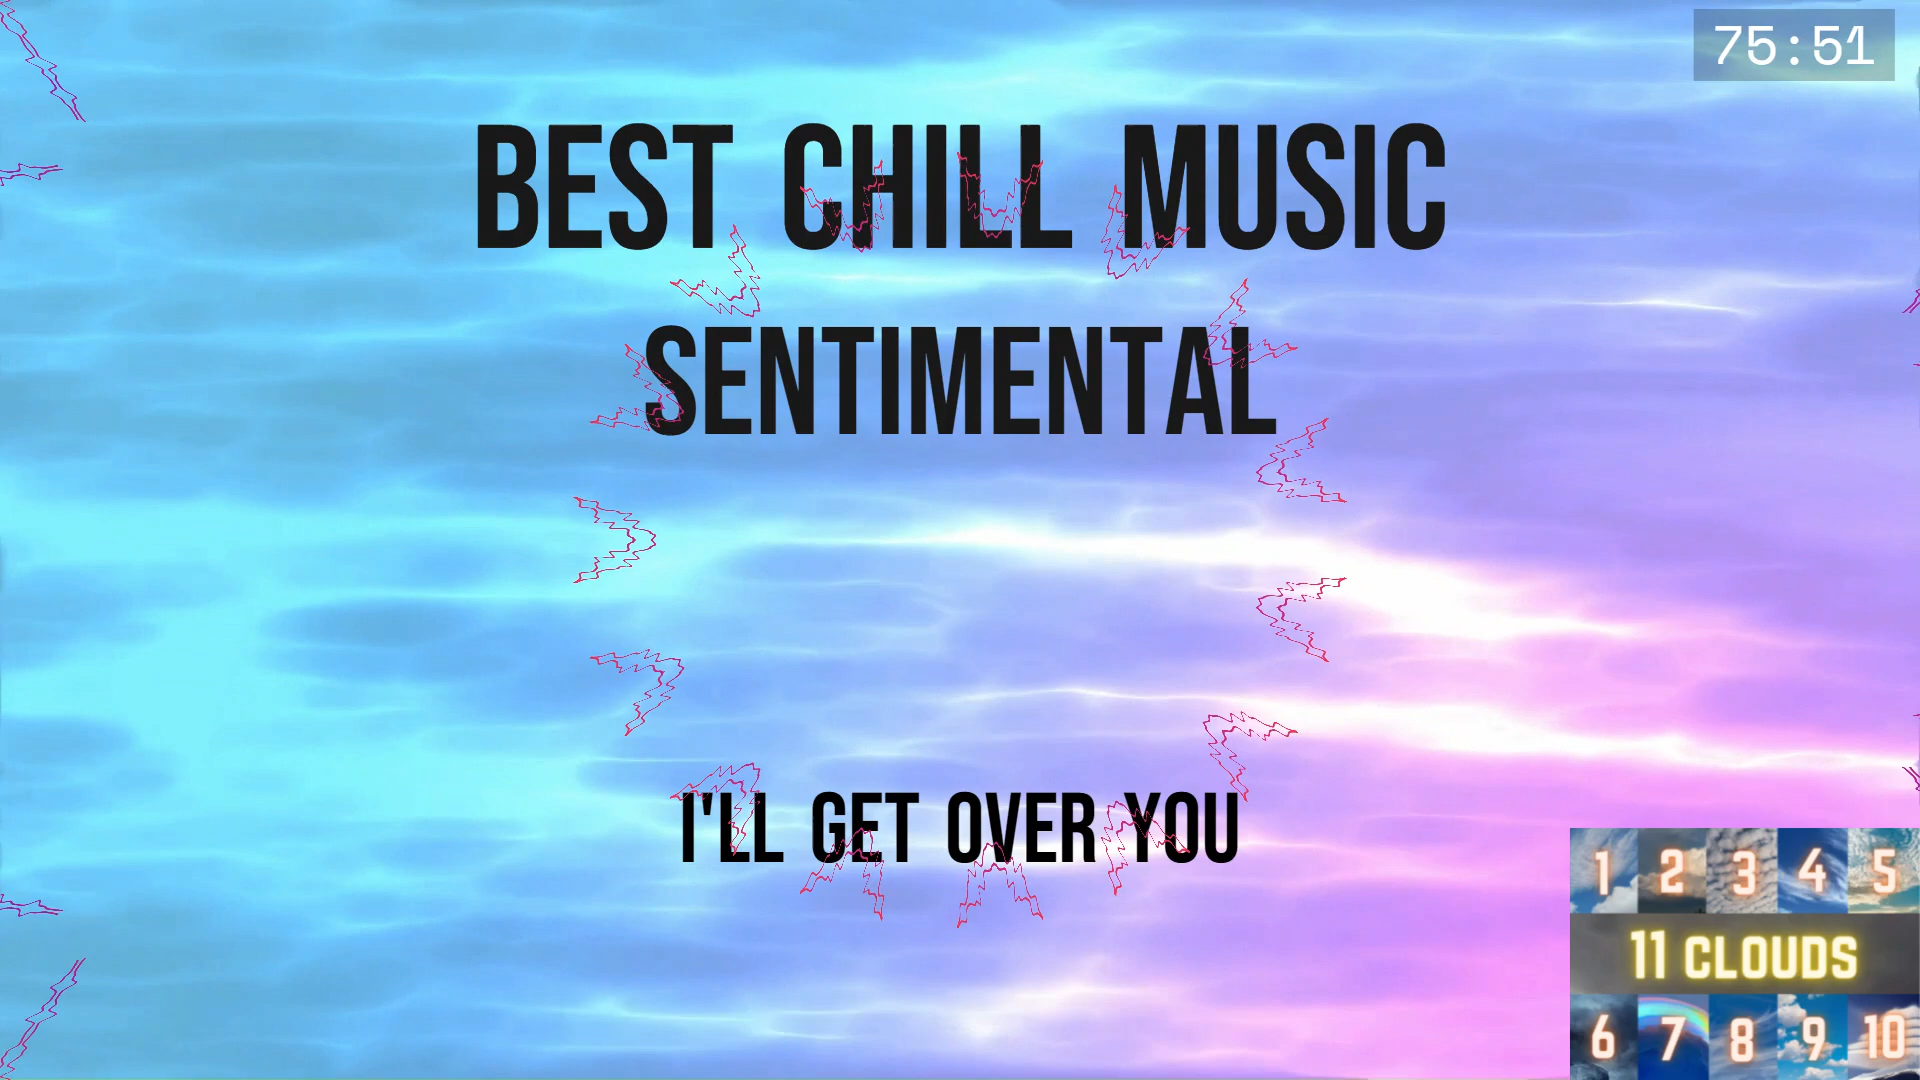 75:51
BEST CHILL MUSIC
SENTIMENTAL
I'LL GET OVER YOU
1 2 3 4 5
11 CLOUDS
6 7 8 9 10